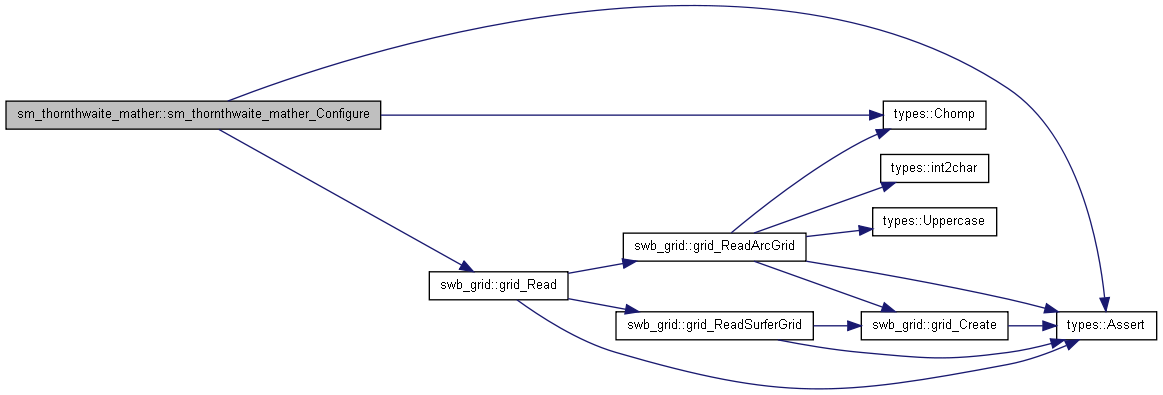 sm_thornthwaite_mather::sm_thornthwaite_mather_Configure
types::Chomp
types::int2char
types::Uppercase
swb_grid::grid_ReadArcGrid
swb_grid::grid_Read
swb_grid::grid_ReadSurferGrid
swb_grid::grid_Create
types::Assert